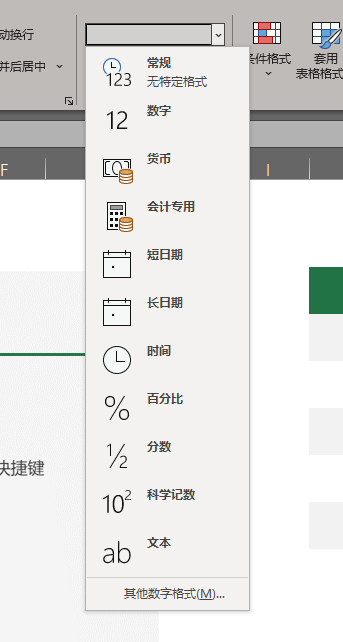 动换行
并后居中
条件格式
套用
表格格式
F
I
常规
无特定格式
123
数字
12
货币
会计专用
短日期
长日期
时间
百分比
%
分数
1/2
科学记数
10²
文本
ab
其他数字格式(M)...
快捷键